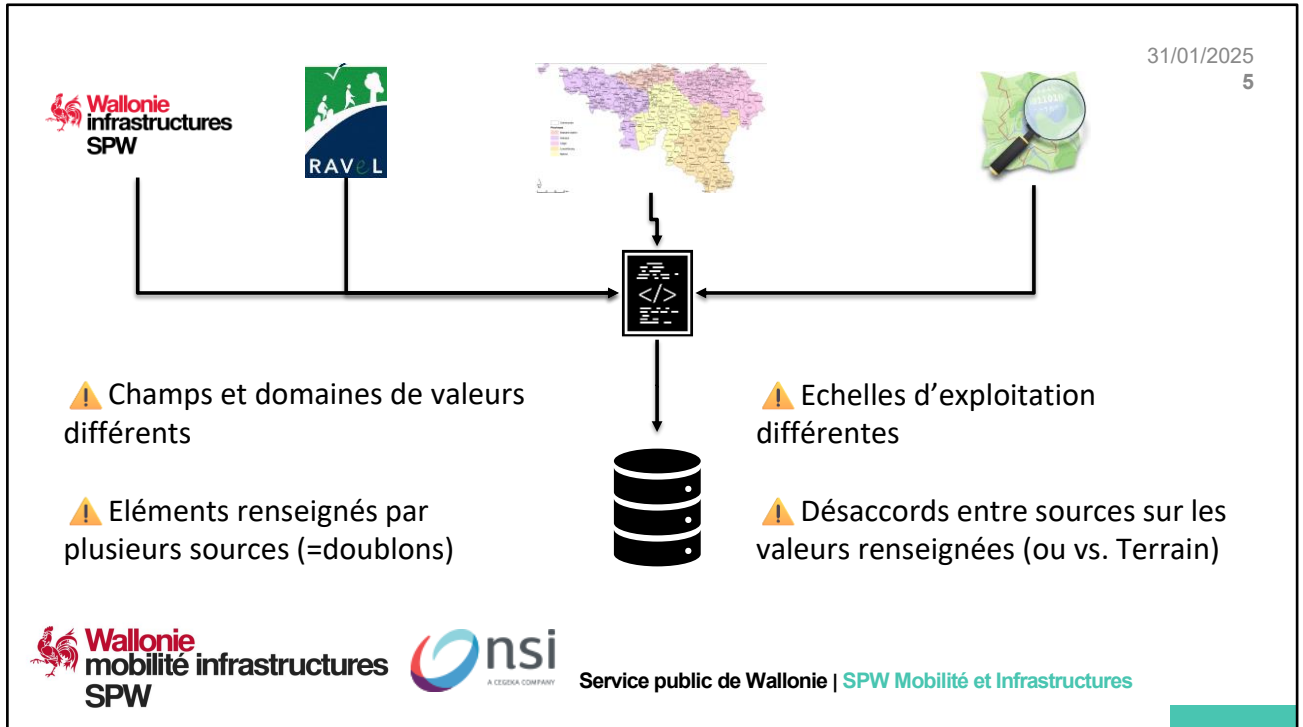 31/01/2025
5
Wallonie
infrastructures
SPW
RAVeL
</>
⚠ Champs et domaines de valeurs
différents
⚠ Echelles d’exploitation
différentes
⚠ Eléments renseignés par
plusieurs sources (=doublons)
⚠ Désaccords entre sources sur les
valeurs renseignées (ou vs. Terrain)
Wallonie
mobilité infrastructures
SPW
nsi
A CEGEKA COMPANY
Service public de Wallonie | SPW Mobilité et Infrastructures